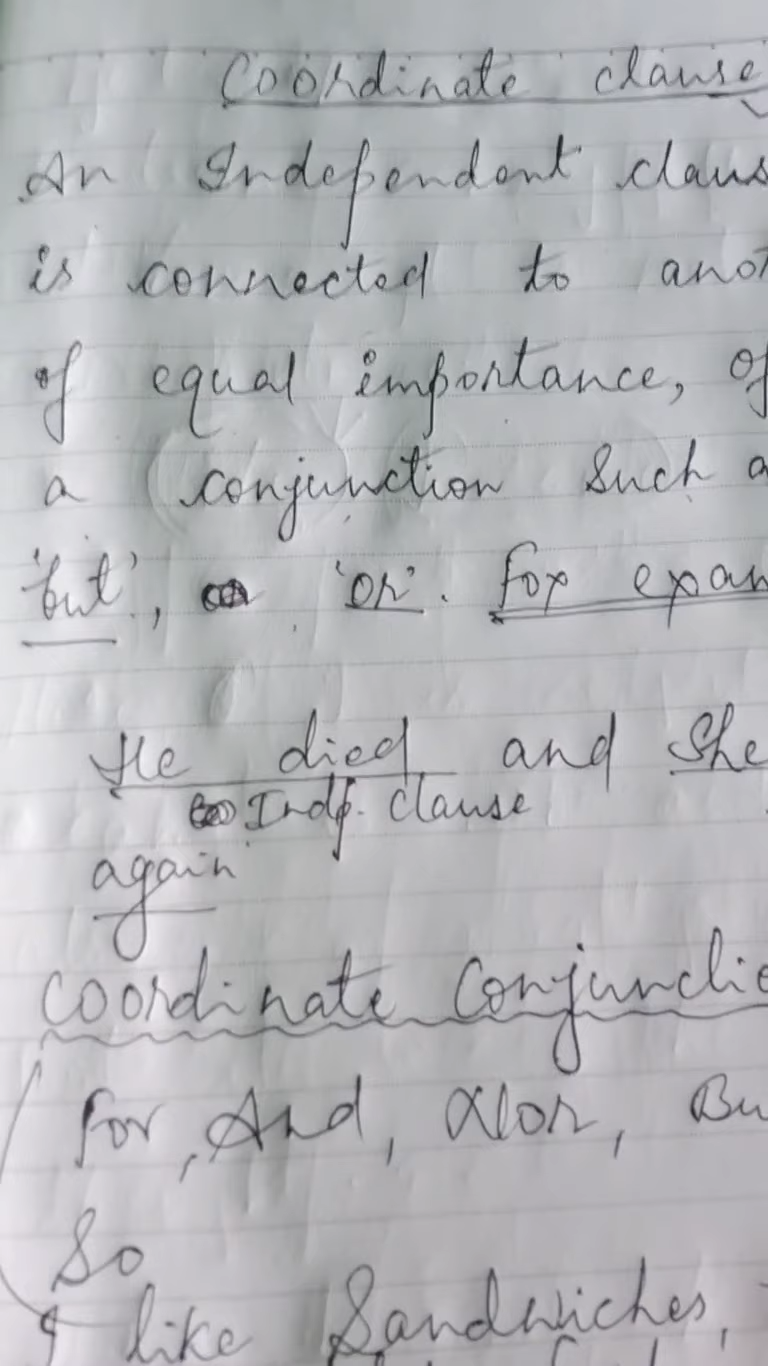 Coordinate clause
An Independent claus
is connected to anot
of equal importance, of
a conjunction such a
'but', 'or'. For exam
He died and She
Indp. clause
again
Coordinate Conjunctio
For, And, Nor, Bu
So
I like Sandwiches,